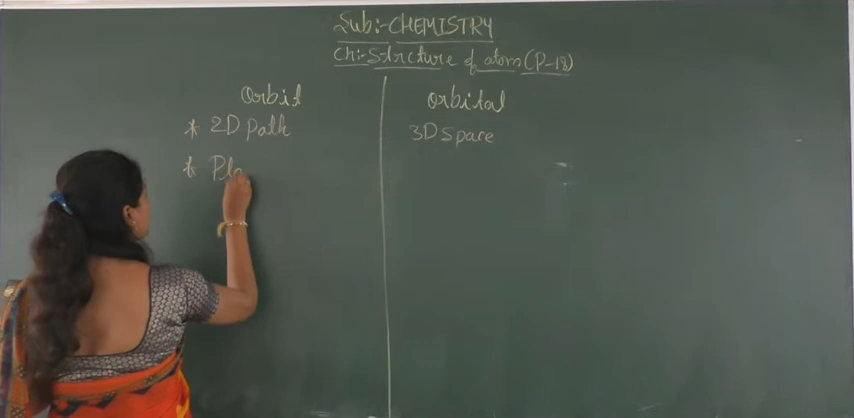 Sub:- CHEMISTRY
Ch:- Structure of atom (P-18)
Orbit
Orbital
* 2D Path
3D Space
* Pla